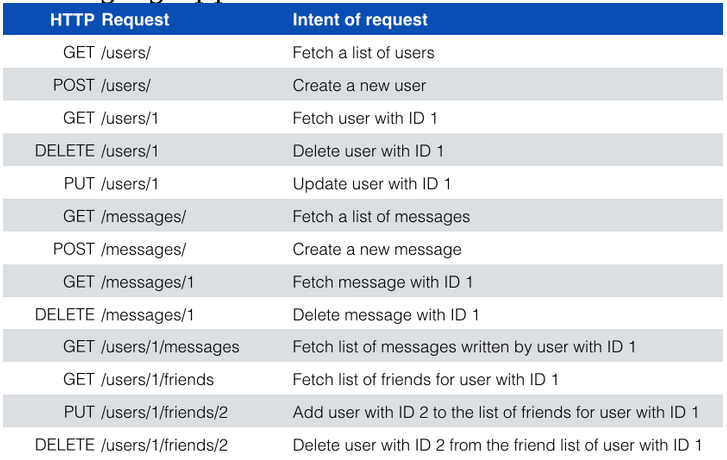 HTTP Request Intent of request
GET /users/ Fetch a list of users
POST /users/ Create a new user
GET /users/1 Fetch user with ID 1
DELETE /users/1 Delete user with ID 1
PUT /users/1 Update user with ID 1
GET /messages/ Fetch a list of messages
POST /messages/ Create a new message
GET /messages/1 Fetch message with ID 1
DELETE /messages/1 Delete message with ID 1
GET /users/1/messages Fetch list of messages written by user with ID 1
GET /users/1/friends Fetch list of friends for user with ID 1
PUT /users/1/friends/2 Add user with ID 2 to the list of friends for user with ID 1
DELETE /users/1/friends/2 Delete user with ID 2 from the friend list of user with ID 1